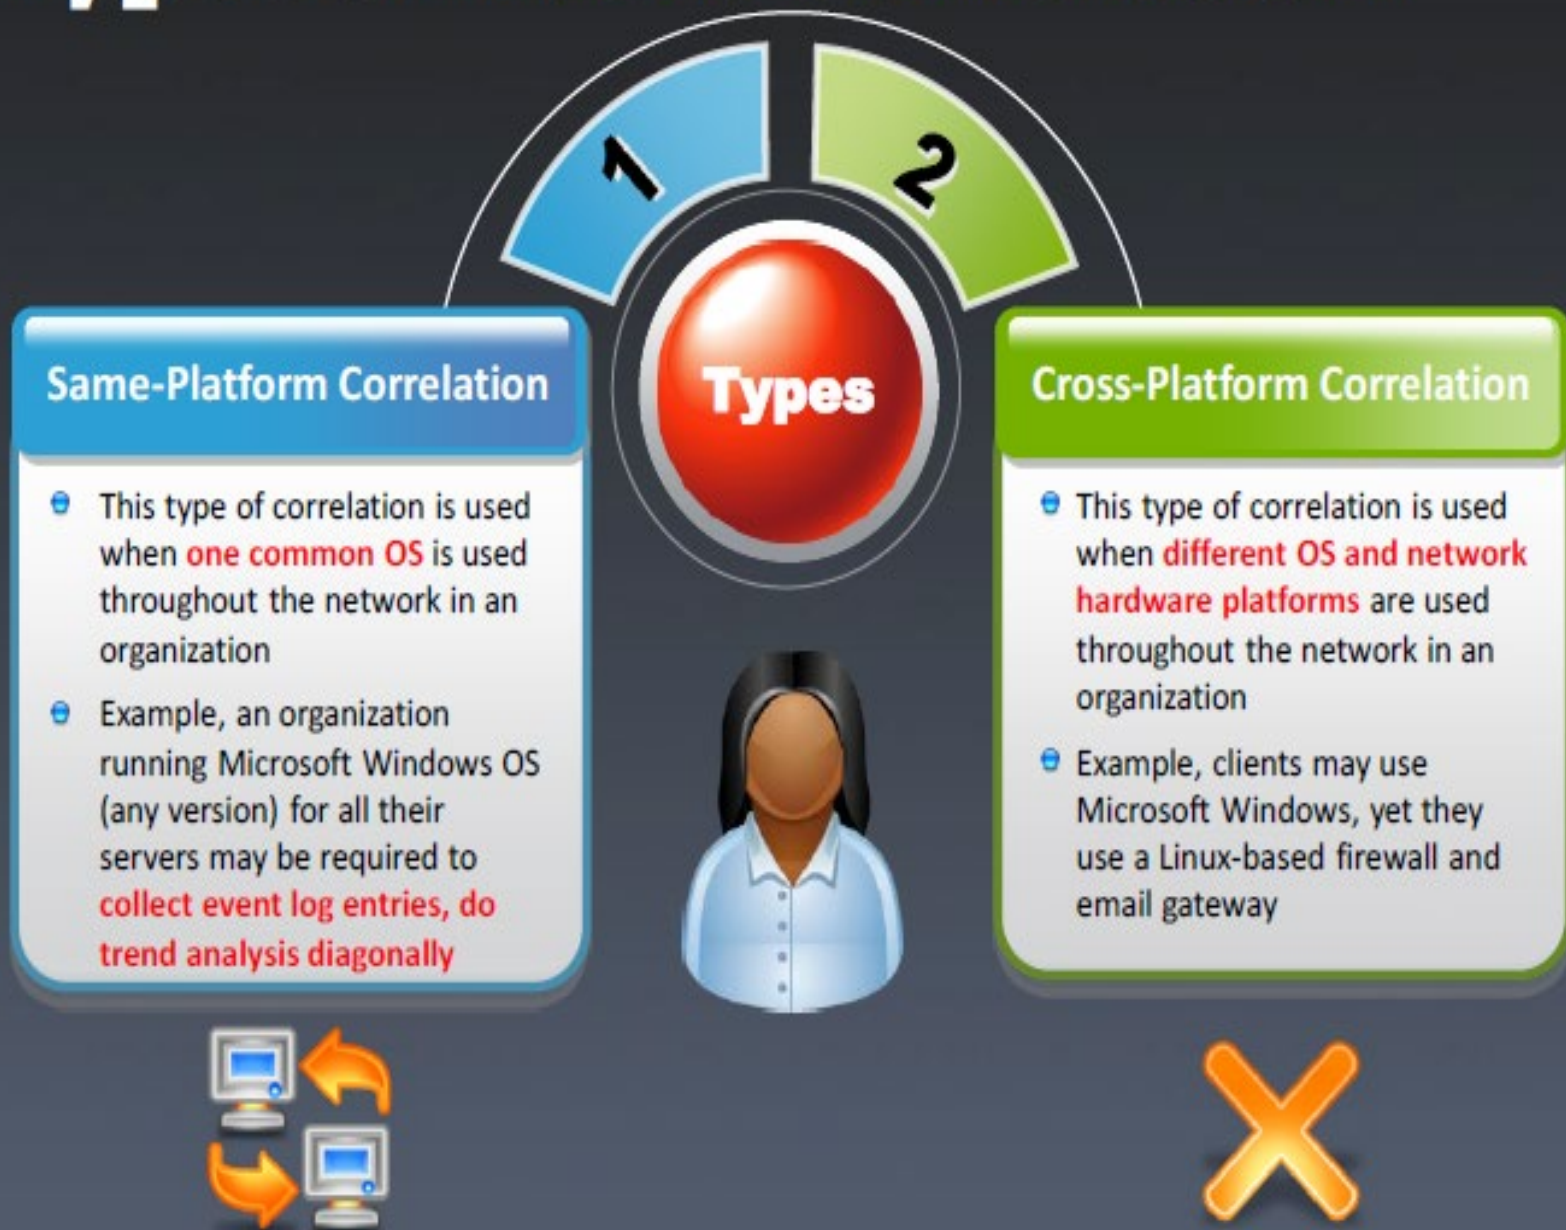 1
2
Types
Same-Platform Correlation
This type of correlation is used
when one common OS is used
throughout the network in an
organization
Example, an organization
running Microsoft Windows OS
(any version) for all their
servers may be required to
collect event log entries, do
trend analysis diagonally
Cross-Platform Correlation
This type of correlation is used
when different OS and network
hardware platforms are used
throughout the network in an
organization
Example, clients may use
Microsoft Windows, yet they
use a Linux-based firewall and
email gateway